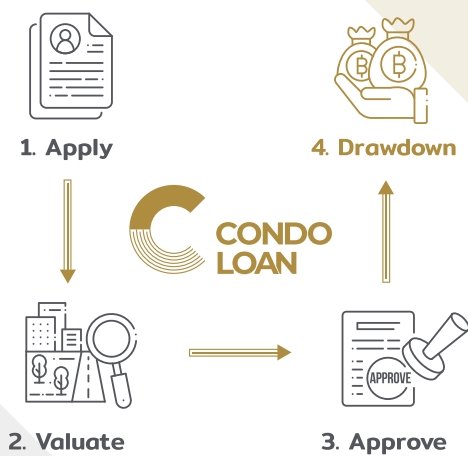 1. Apply
4. Drawdown
CONDO
LOAN
APPROVE
2. Valuate
3. Approve